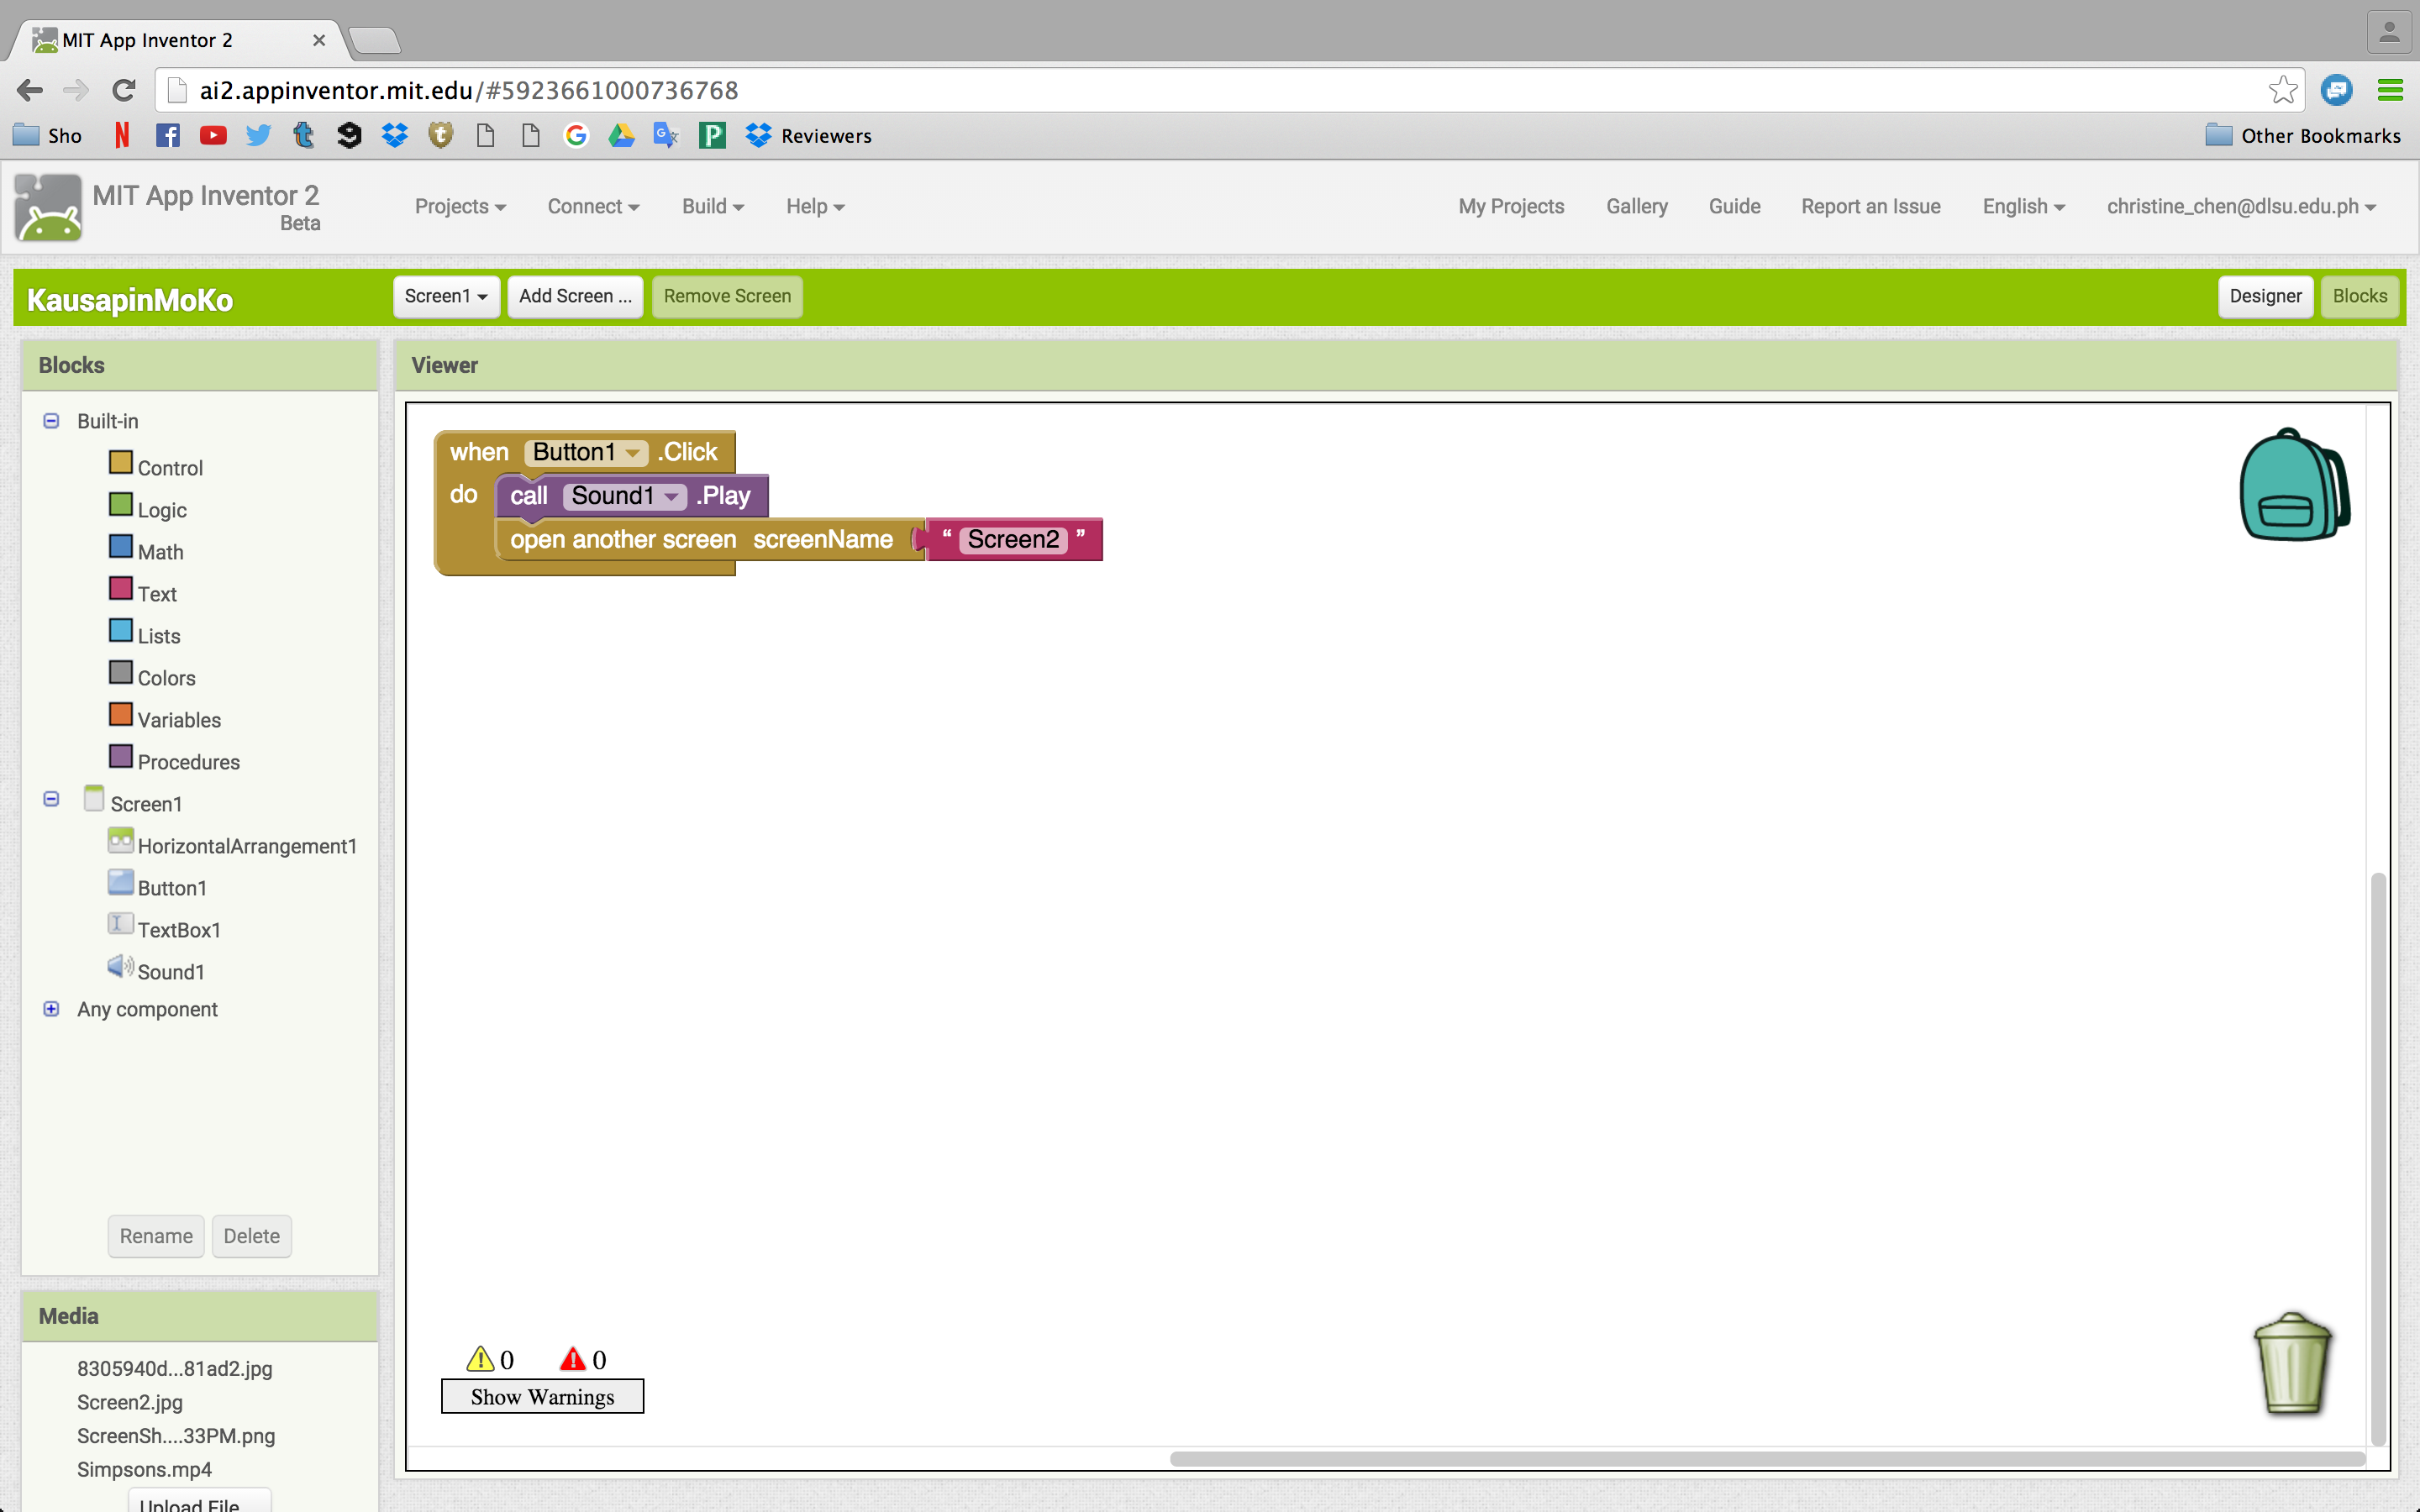 MIT App Inventor 2
ai2.appinventor.mit.edu/#5923661000736768
Sho
Reviewers
Other Bookmarks
MIT App Inventor 2
Beta
Projects
Connect
Build
Help
My Projects
Gallery
Guide
Report an Issue
English
christine_chen@dlsu.edu.ph
KausapinMoKo
Screen1
Add Screen ...
Remove Screen
Designer
Blocks
Blocks
Built-in
Control
Logic
Math
Text
Lists
Colors
Variables
Procedures
Screen1
HorizontalArrangement1
Button1
TextBox1
Sound1
Any component
Rename
Delete
Media
8305940d...81ad2.jpg
Screen2.jpg
ScreenSh....33PM.png
Simpsons.mp4
Upload File
Viewer
when Button1 .Click
do call Sound1 .Play
open another screen screenName “ Screen2 ”
0 0
Show Warnings